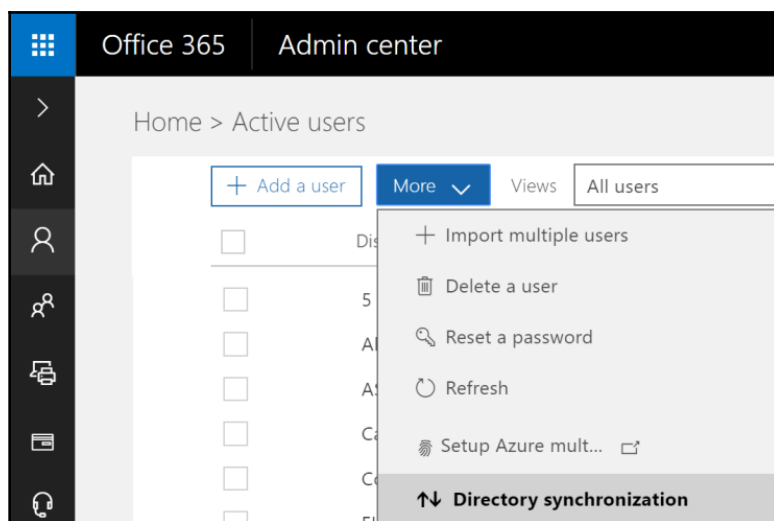 Office 365 Admin center
Home > Active users
+ Add a user More Views All users
Import multiple users
Delete a user
5
Reset a password
Refresh
Setup Azure mult...
Directory synchronization